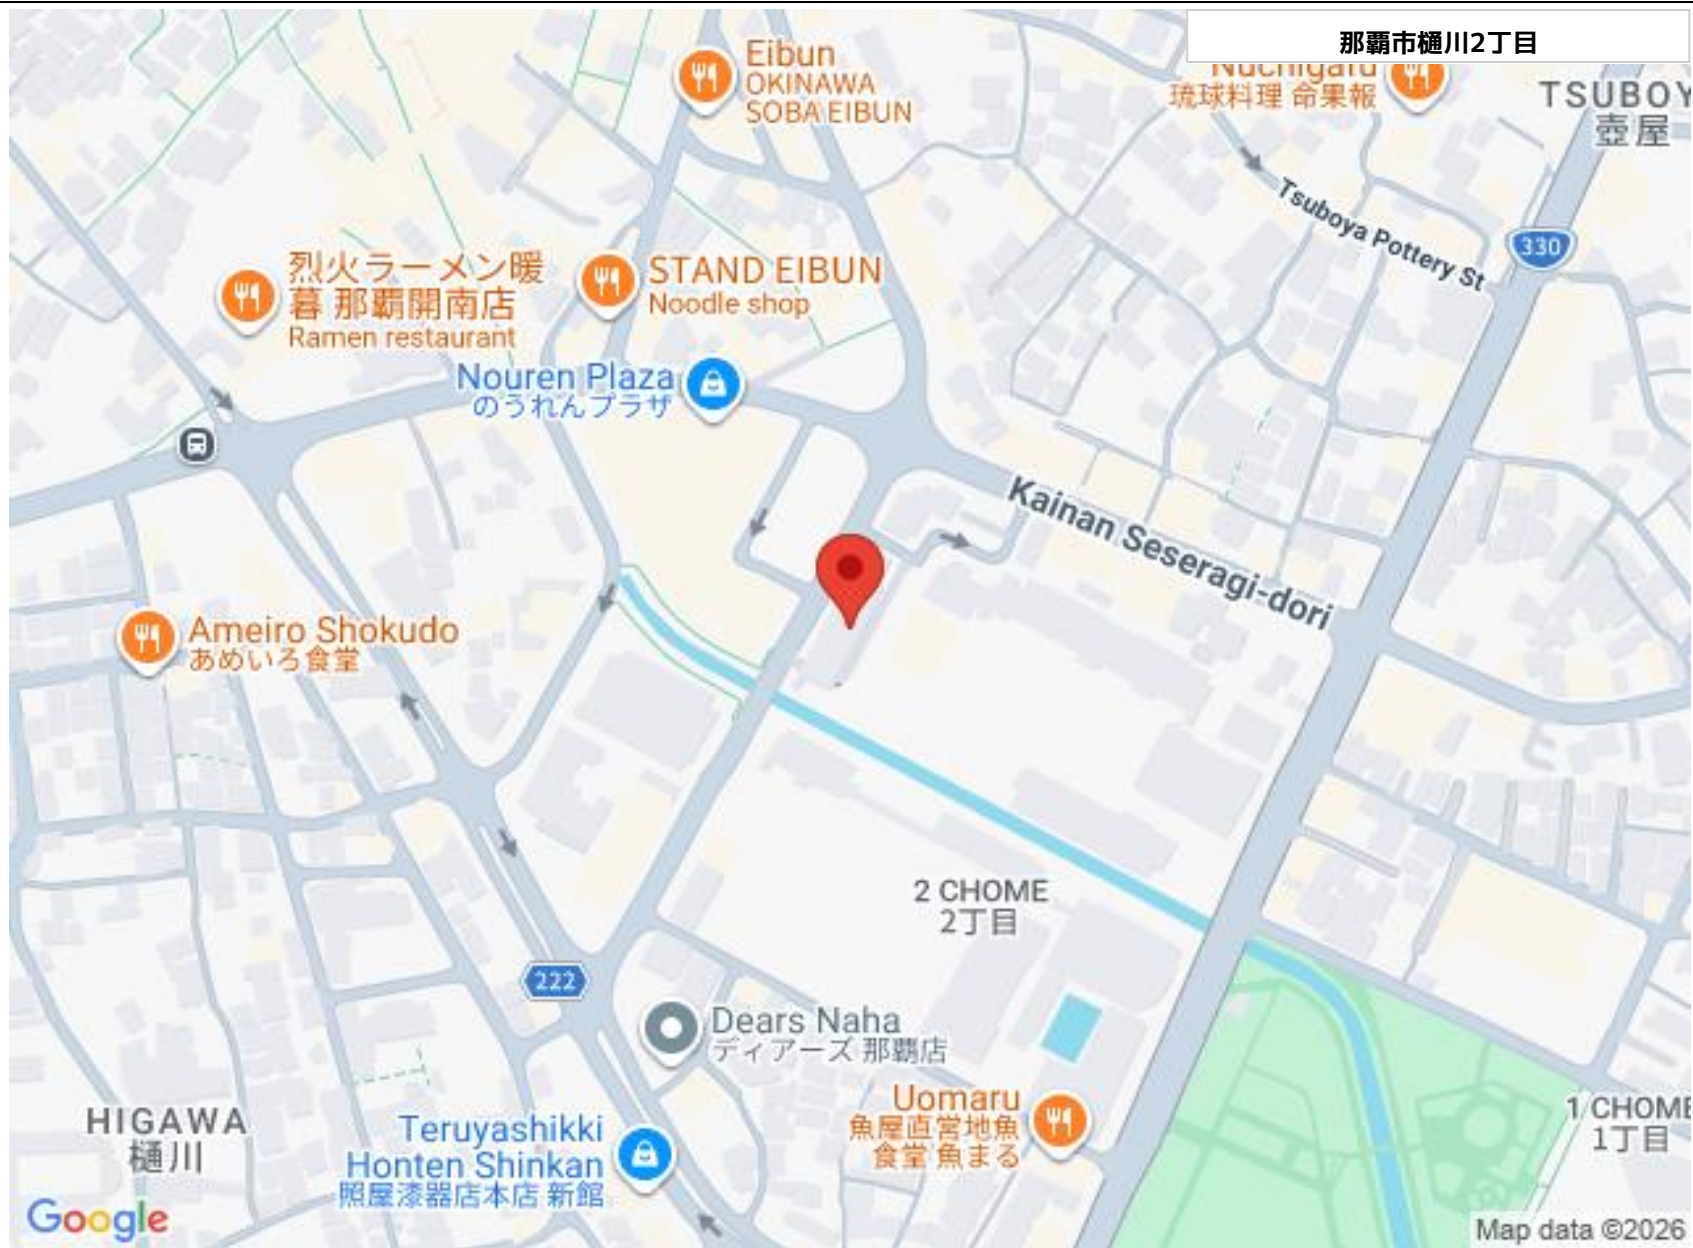 那覇市樋川2丁目
Eibun
OKINAWA
SOBA EIBUN
Nuchigafu
琉球料理 命果報
TSUBOY
壺屋
Tsuboya Pottery St
330
烈火ラーメン暖
暮 那覇開南店
Ramen restaurant
STAND EIBUN
Noodle shop
Nouren Plaza
のうれんプラザ
Kainan Seseragi-dori
Ameiro Shokudo
あめいろ食堂
2 CHOME
2丁目
222
Dears Naha
ディアーズ 那覇店
Uomaru
魚屋直営地魚
食堂 魚まる
HIGAWA
樋川
Teruyashikki
Honten Shinkan
照屋漆器店本店 新館
1 CHOME
1丁目
Google
Map data ©2026